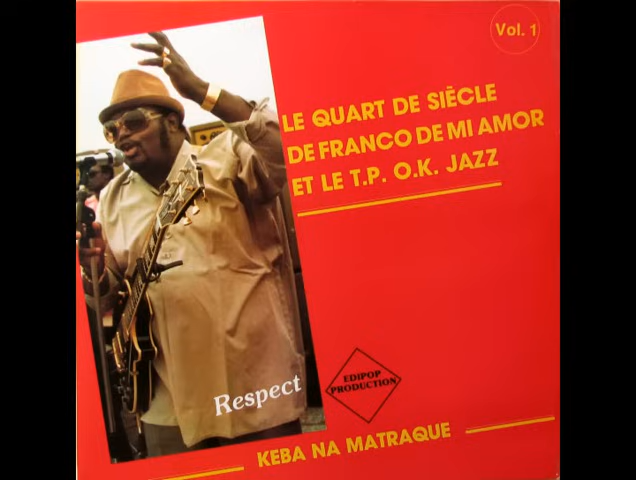 Vol. 1
LE QUART DE SIÈCLE
DE FRANCO DE MI AMOR
ET LE T.P. O.K. JAZZ
Respect
EDIPOP
PRODUCTION
KEBA NA MATRAQUE